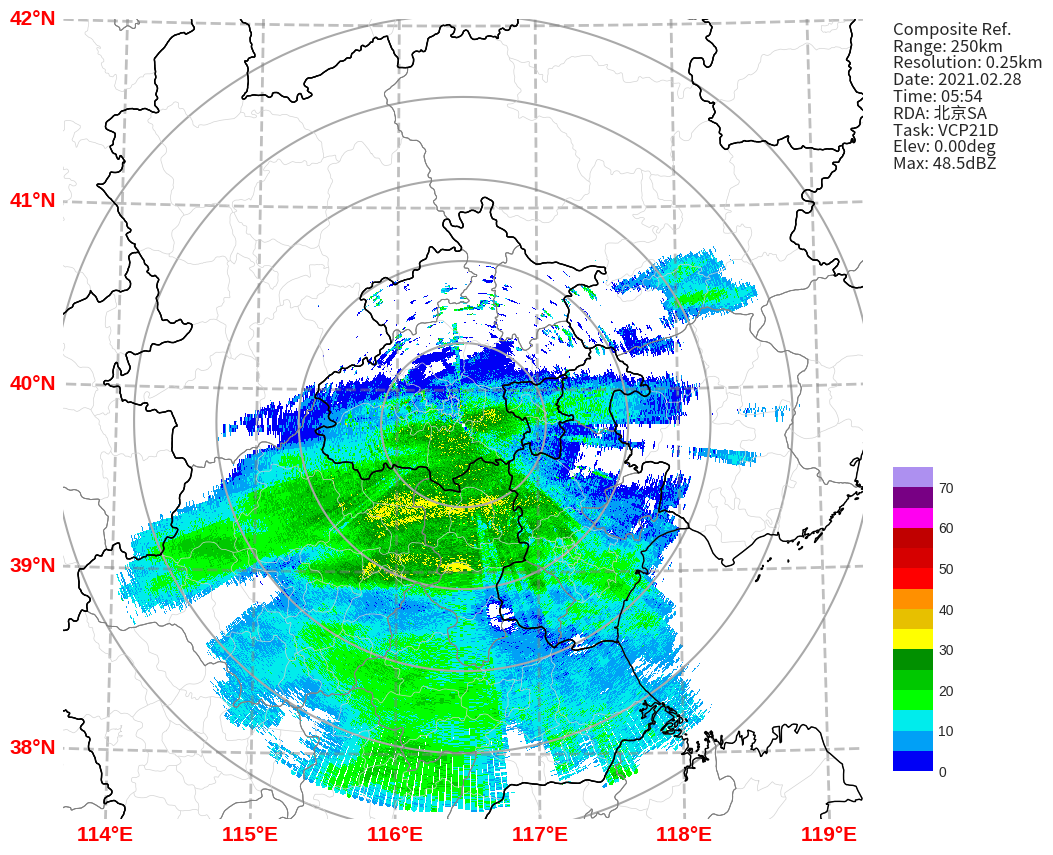 42°N
41°N
40°N
39°N
38°N
114°E
115°E
116°E
117°E
118°E
119°E
Composite Ref.
Range: 250km
Resolution: 0.25km
Date: 2021.02.28
Time: 05:54
RDA: 北京SA
Task: VCP21D
Elev: 0.00deg
Max: 48.5dBZ
70
60
50
40
30
20
10
0